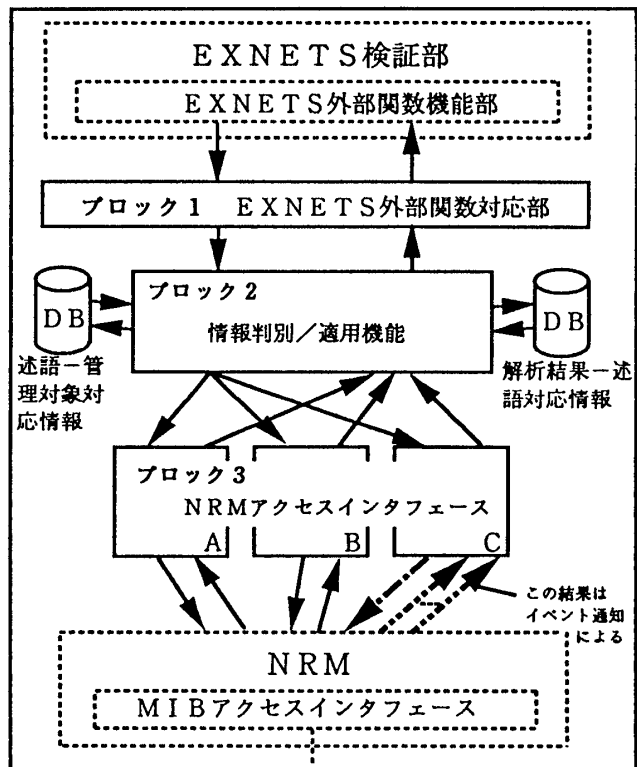 ＥＸＮＥＴＳ検証部
ＥＸＮＥＴＳ外部関数機能部
ブロック１ ＥＸＮＥＴＳ外部関数対応部
ブロック２
情報判別／適用機能
ＤＢ
述語－管
理対象対
応情報
ＤＢ
解析結果－述
語対応情報
ブロック３
ＮＲＭアクセスインタフェース
Ａ Ｂ Ｃ
この結果は
イベント通知
による
ＮＲＭ
ＭＩＢアクセスインタフェース